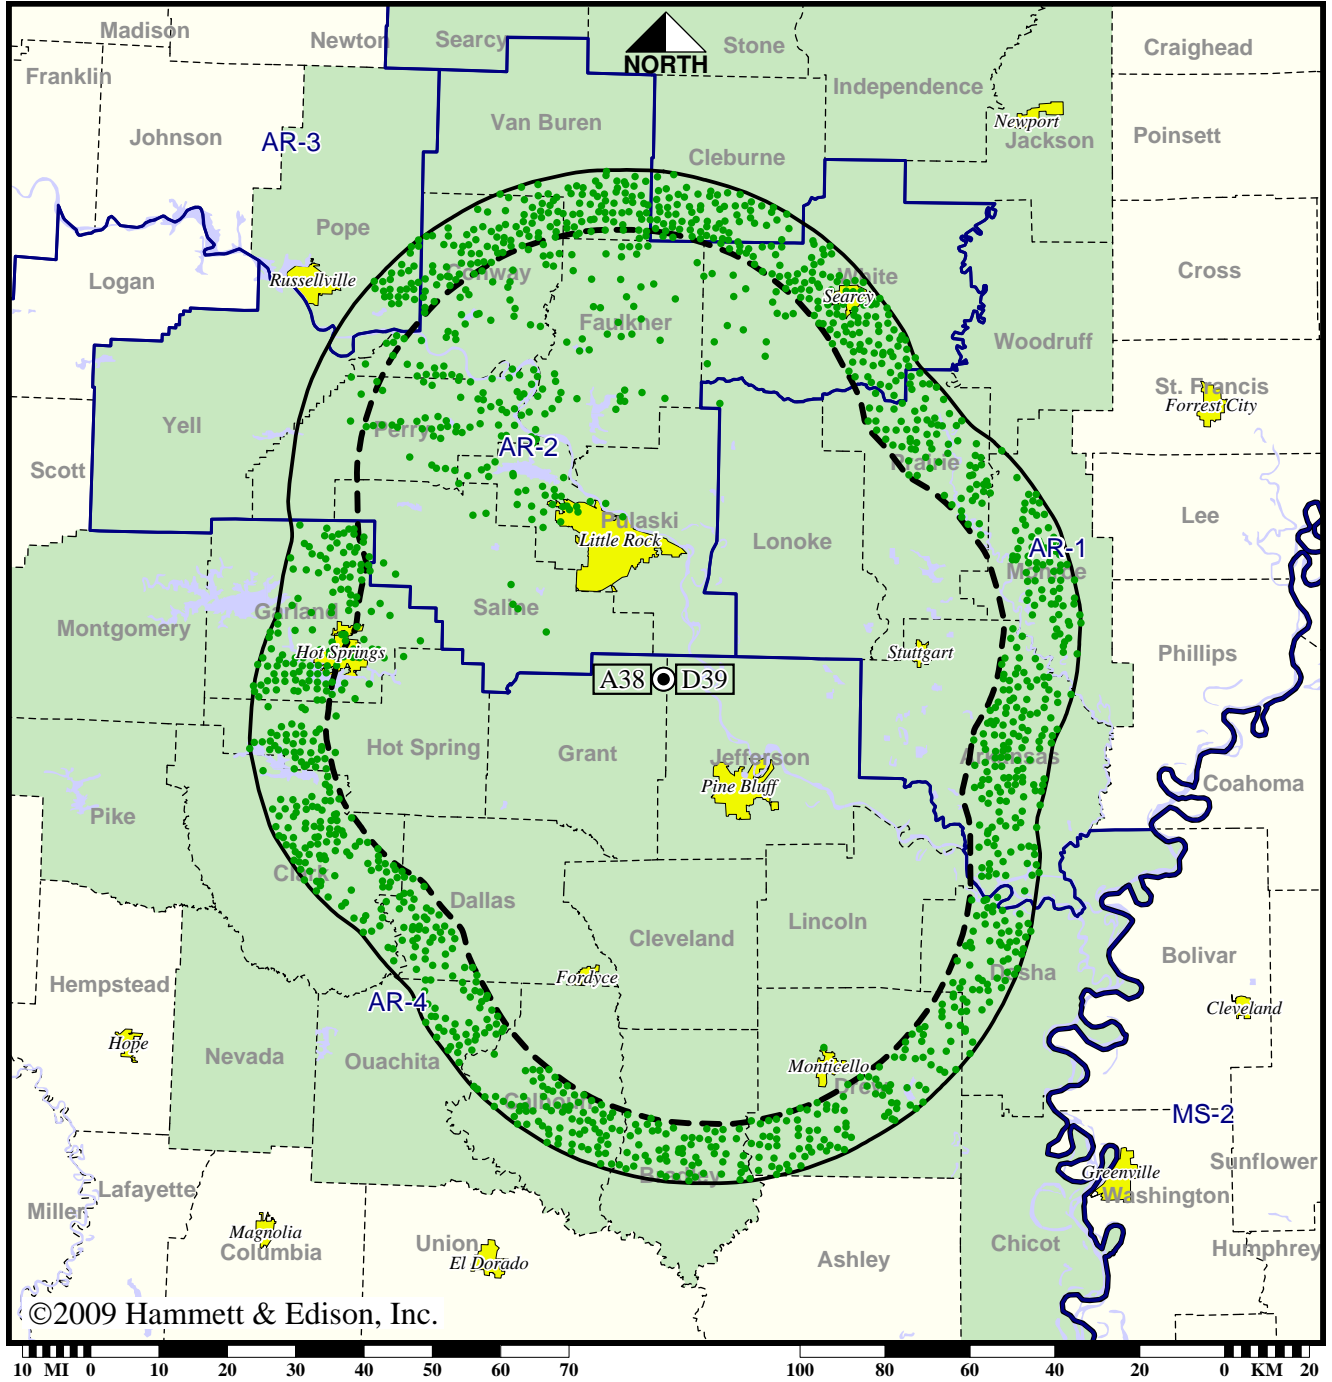 Madison
Newton
Searcy
Stone
Craighead
NORTH
Franklin
Independence
Van Buren
Newport
Johnson
AR-3
Jackson
Poinsett
Cleburne
Pope
Logan
Russellville
Conway
White
Cross
Searcy
Faulkner
Woodruff
St. Francis
Forrest City
Yell
Perry
AR-2
Prairie
Scott
Pulaski
Little Rock
Lonoke
Lee
AR-1
Monroe
Garland
Saline
Montgomery
Hot Springs
Stuttgart
Phillips
A38
D39
Hot Spring
Grant
Jefferson
Arkansas
Pine Bluff
Coahoma
Pike
Clark
Dallas
Lincoln
Cleveland
Bolivar
Hempstead
Fordyce
Desha
AR-4
Cleveland
Hope
Nevada
Ouachita
Monticello
Drew
Calhoun
MS-2
Bradley
Greenville
Sunflower
Lafayette
Washington
Miller
Magnolia
Columbia
Union
El Dorado
Ashley
Chicot
Humphrey
©2009 Hammett & Edison, Inc.
10 MI 0 10 20 30 40 50 60 70 100 80 60 40 20 0 KM 20